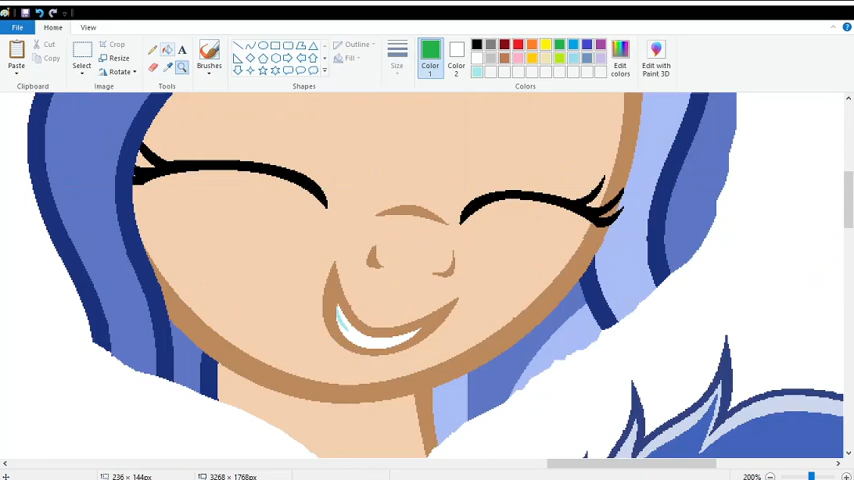 File Home View
Paste
Cut
Copy
Clipboard
Select
Crop
Resize
Rotate
Image
A
Tools
Brushes
Outline
Fill
Shapes
Size
Color
1
Color
2
Colors
Edit
colors
Edit with
Paint 3D
236 × 144px 3268 × 1768px 200%